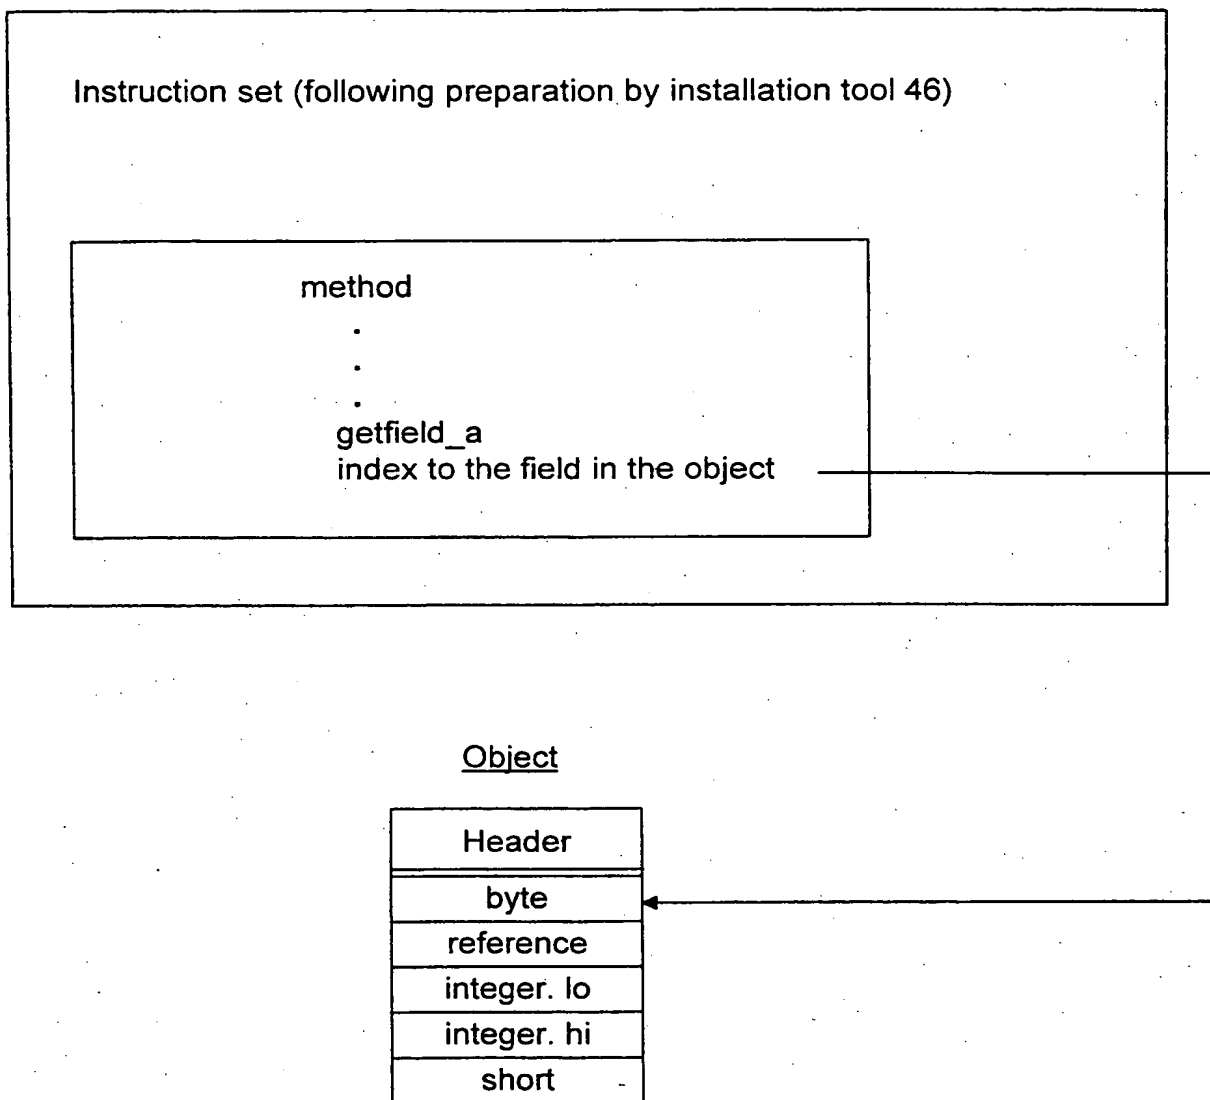 Instruction set (following preparation by installation tool 46)
method
.
.
.
getfield_a
index to the field in the object
Object
Header
byte
reference
integer. lo
integer. hi
short